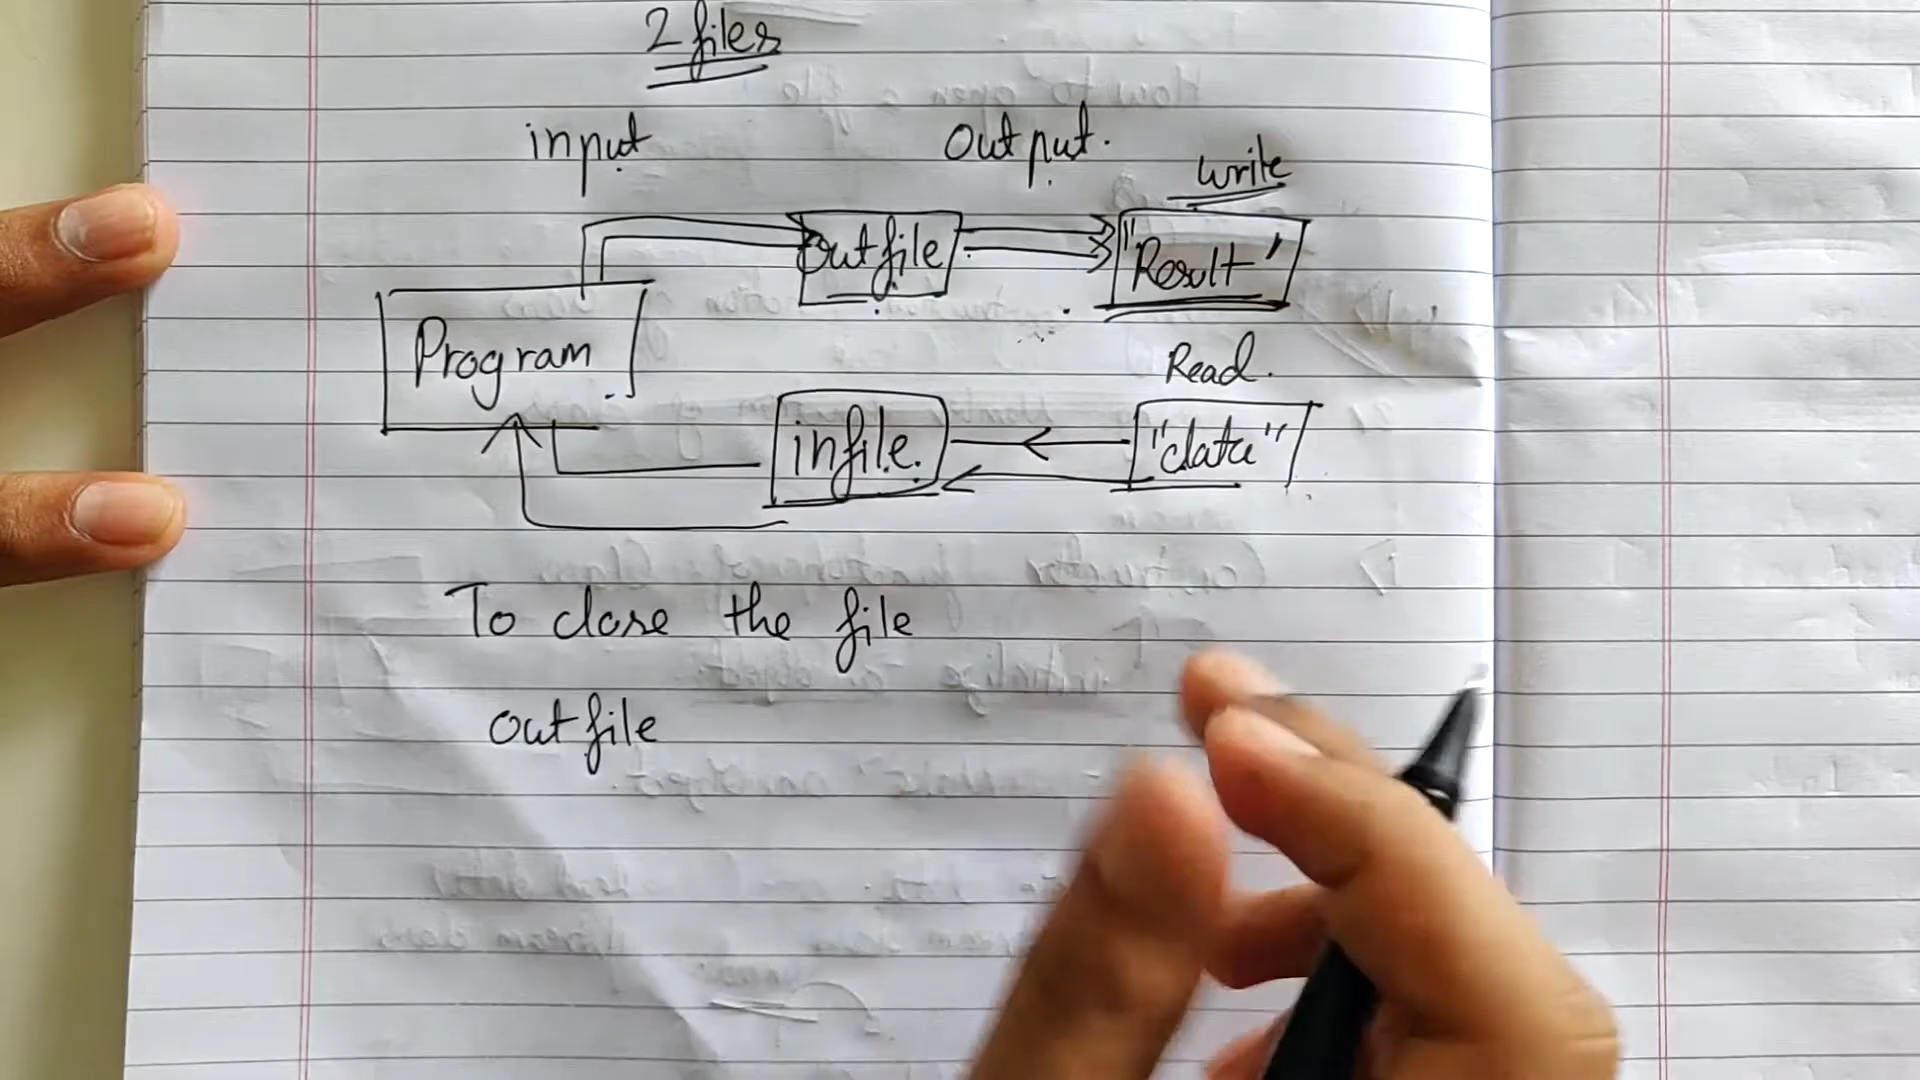 2 files
input output.
write
outfile "Result"
Program
Read.
infile. "data"
To close the file
outfile